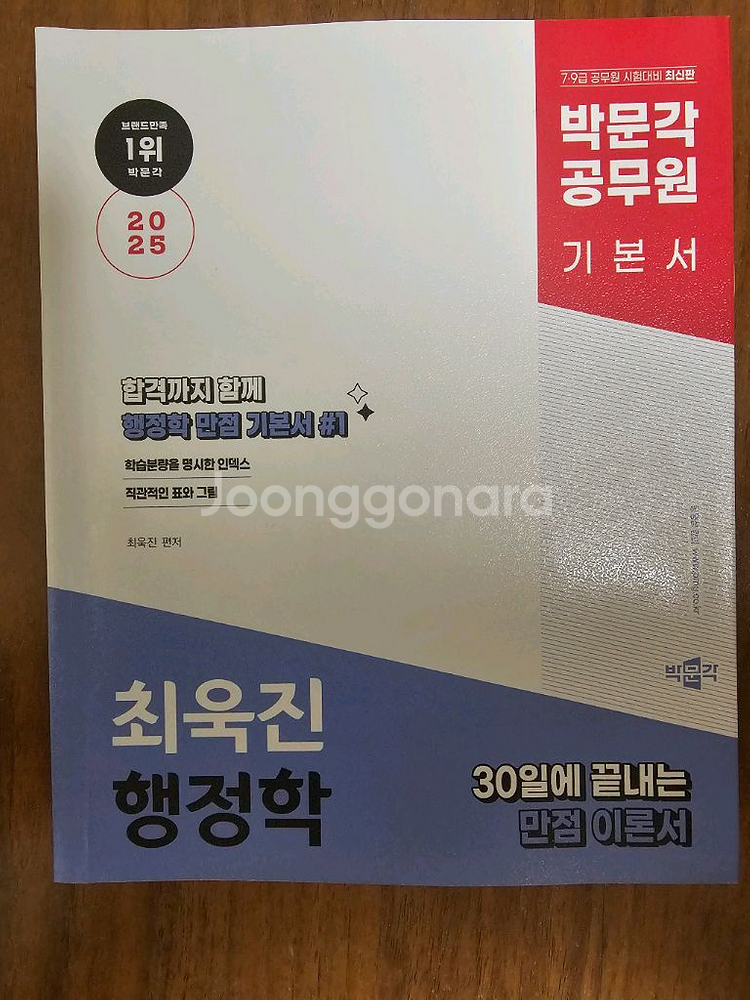 7·9급 공무원 시험대비 최신판
박문각
공무원
기본서
브랜드만족
1위
박문각
20
25
합격까지 함께
행정학 만점 기본서 #1
학습분량을 명시한 인덱스
직관적인 표와 그림
Joonggonara
최욱진 편저
박문각
최욱진
행정학
30일에 끝내는
만점 이론서